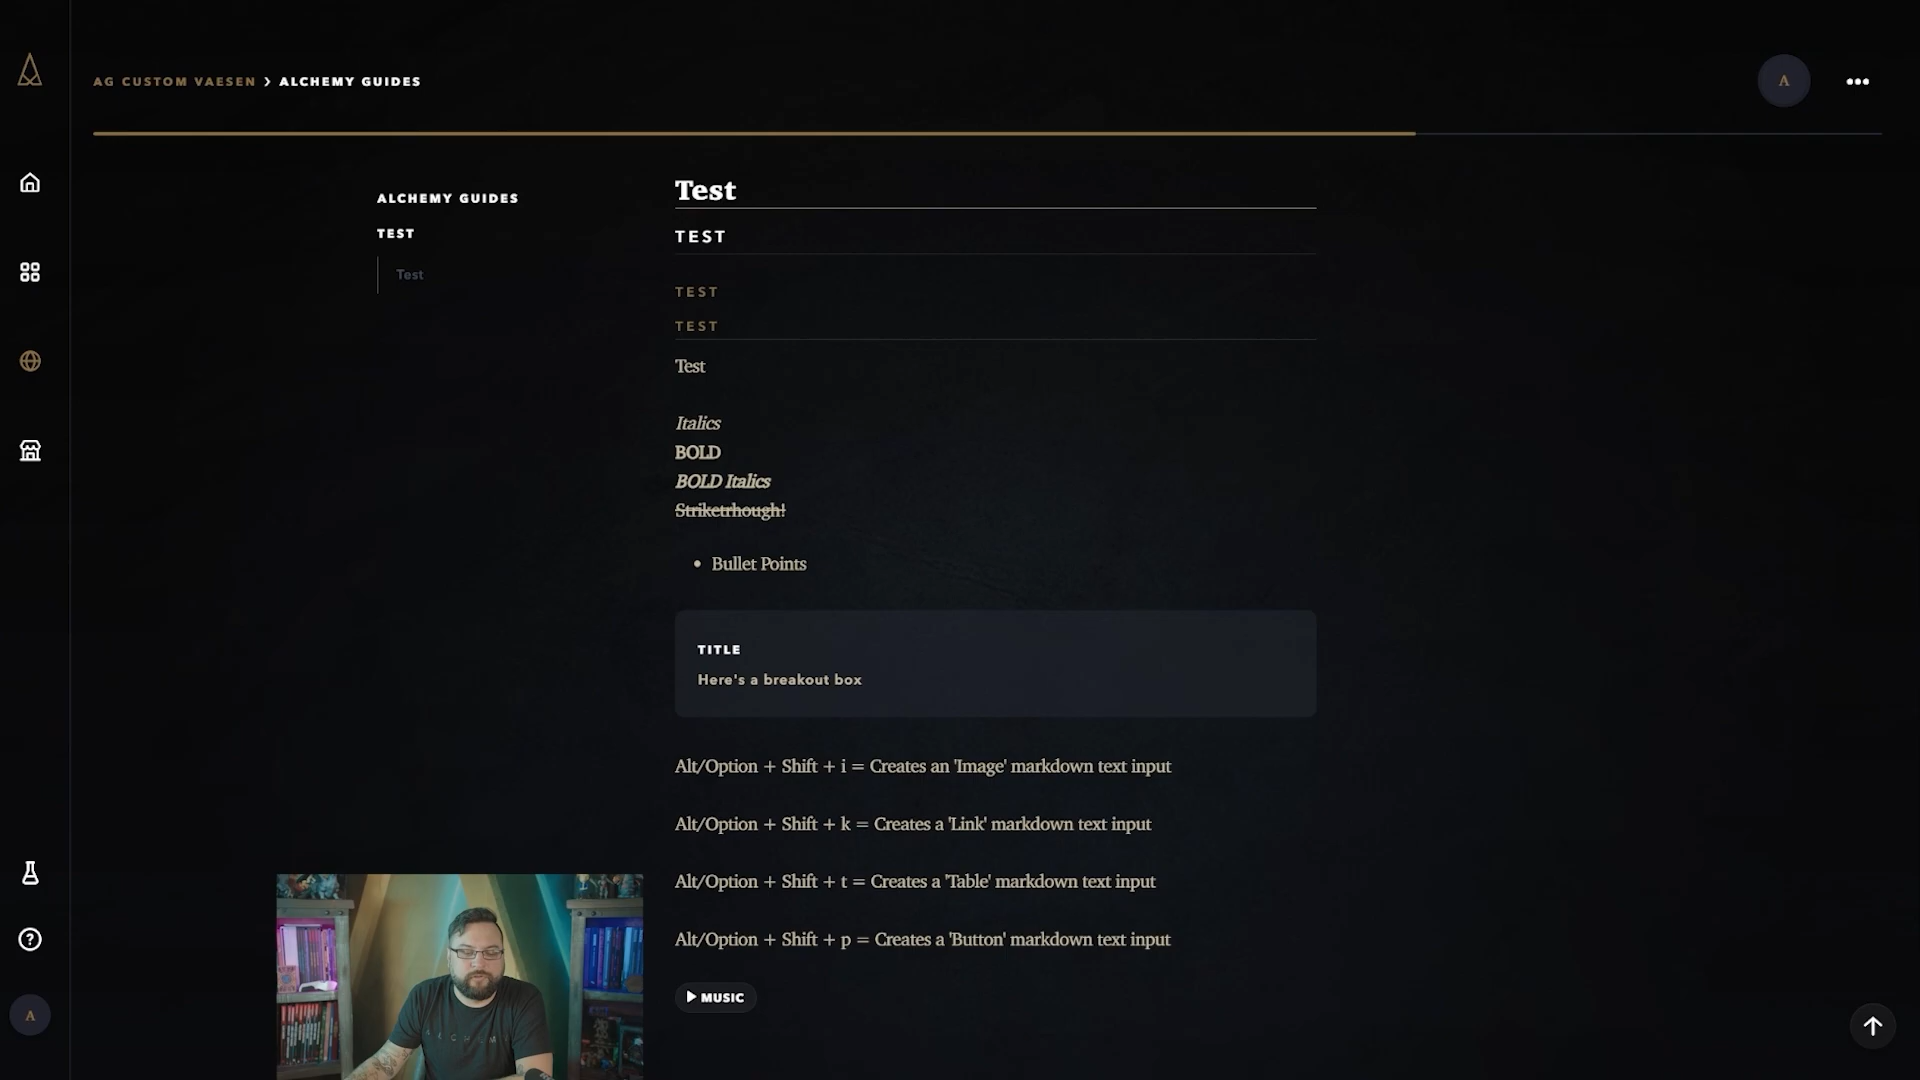 AG CUSTOM VAESEN > ALCHEMY GUIDES
A
ALCHEMY GUIDES
TEST
Test
Test
TEST
TEST
TEST
Test
Italics
BOLD
BOLD Italics
Striketrhough!
• Bullet Points
TITLE
Here's a breakout box
Alt/Option + Shift + i = Creates an 'Image' markdown text input
Alt/Option + Shift + k = Creates a 'Link' markdown text input
Alt/Option + Shift + t = Creates a 'Table' markdown text input
Alt/Option + Shift + p = Creates a 'Button' markdown text input
MUSIC
A